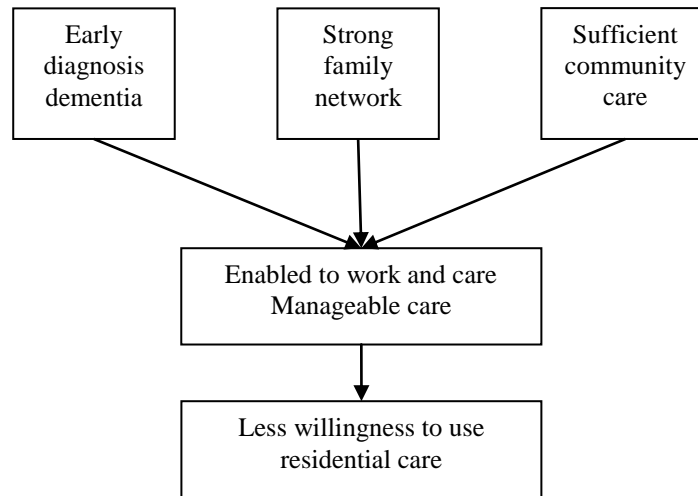 Early
diagnosis
dementia
Strong
family
network
Sufficient
community
care
Enabled to work and care
Manageable care
Less willingness to use
residential care